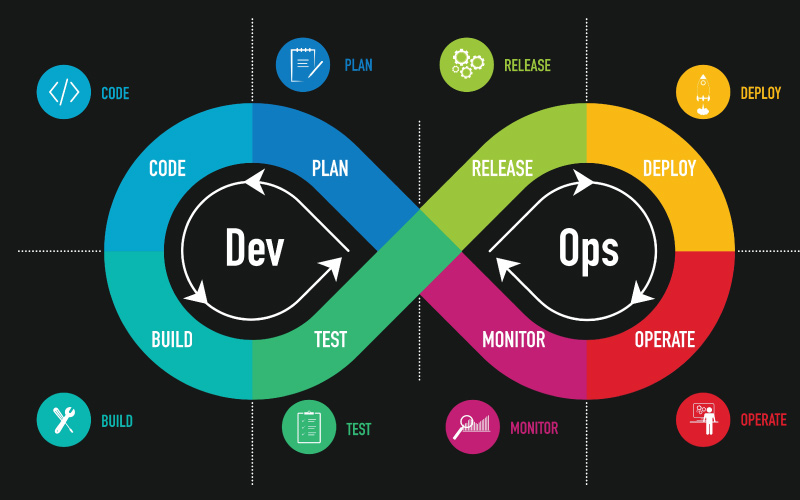 PLAN
RELEASE
CODE
DEPLOY
CODE
PLAN
RELEASE
DEPLOY
Dev
Ops
BUILD
TEST
MONITOR
OPERATE
BUILD
TEST
MONITOR
OPERATE